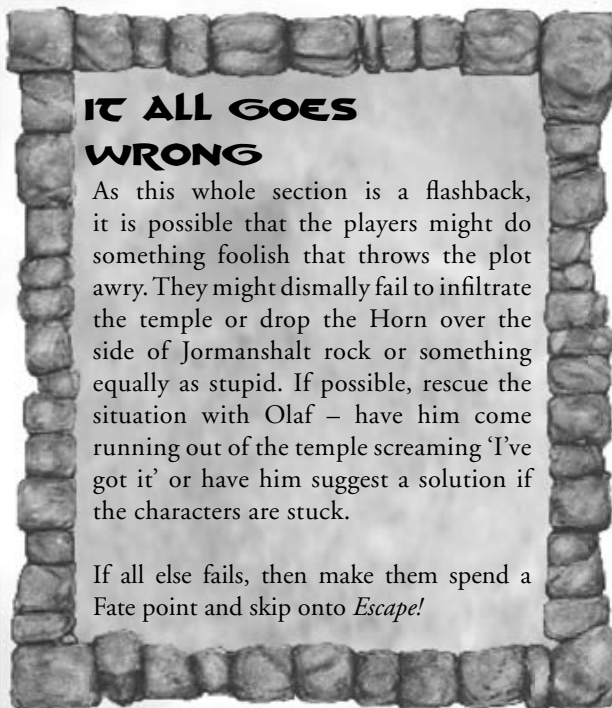 IT ALL GOES
WRONG
As this whole section is a flashback,
it is possible that the players might do
something foolish that throws the plot
awry. They might dismally fail to infiltrate
the temple or drop the Horn over the
side of Jormanshalt rock or something
equally as stupid. If possible, rescue the
situation with Olaf – have him come
running out of the temple screaming ‘I’ve
got it’ or have him suggest a solution if
the characters are stuck.
If all else fails, then make them spend a
Fate point and skip onto Escape!